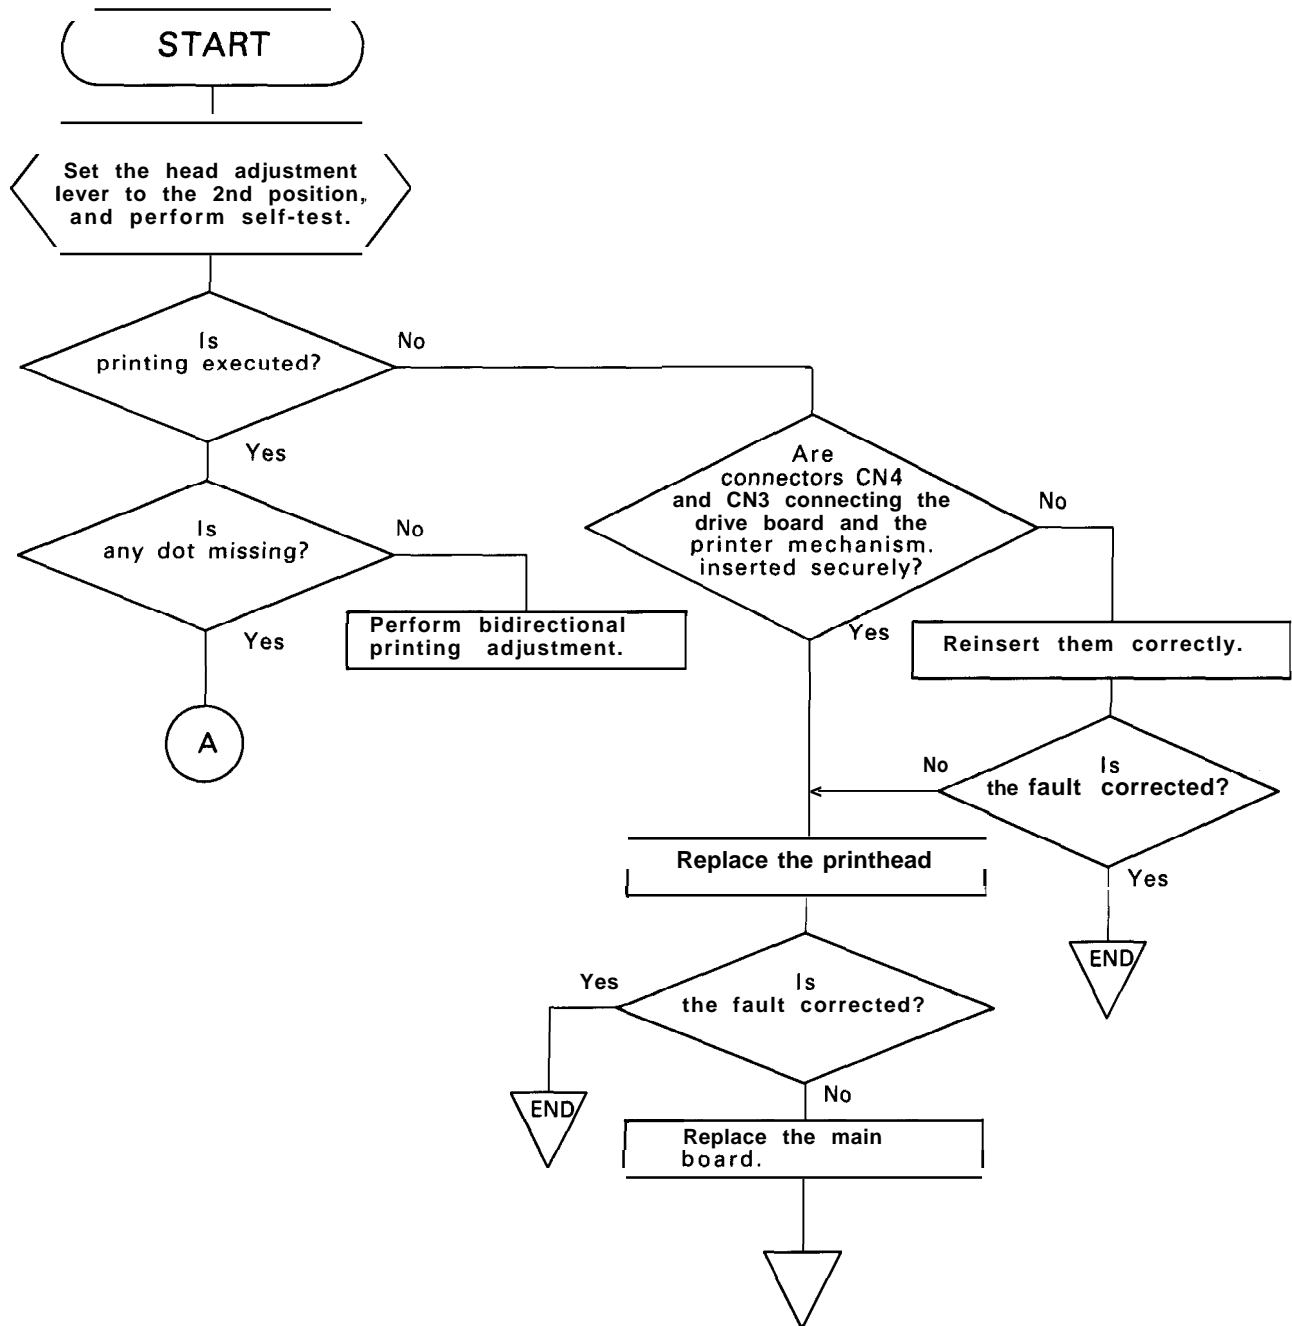 START
Set the head adjustment
lever to the 2nd position,
and perform self-test.
Is
printing executed?
No
Yes
Is
any dot missing?
No
Yes
Perform bidirectional
printing adjustment.
A
Are
connectors CN4
and CN3 connecting the
drive board and the
printer mechanism.
inserted securely?
No
Yes
Reinsert them correctly.
Is
the fault corrected?
No
Yes
END
Replace the printhead
Is
the fault corrected?
Yes
END
No
Replace the main
board.